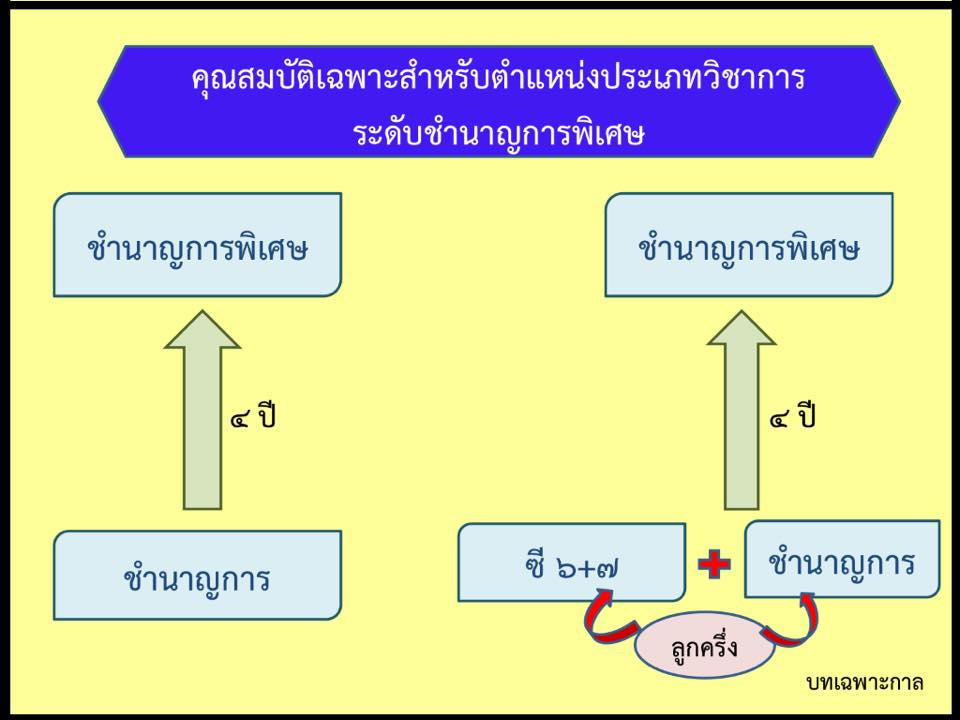 คุณสมบัติเฉพาะสำหรับตำแหน่งประเภทวิชาการ
ระดับชำนาญการพิเศษ
ชำนาญการพิเศษ
๔ ปี
ชำนาญการ
ชำนาญการพิเศษ
๔ ปี
ซี ๖+๗
ชำนาญการ
ลูกครึ่ง
บทเฉพาะกาล